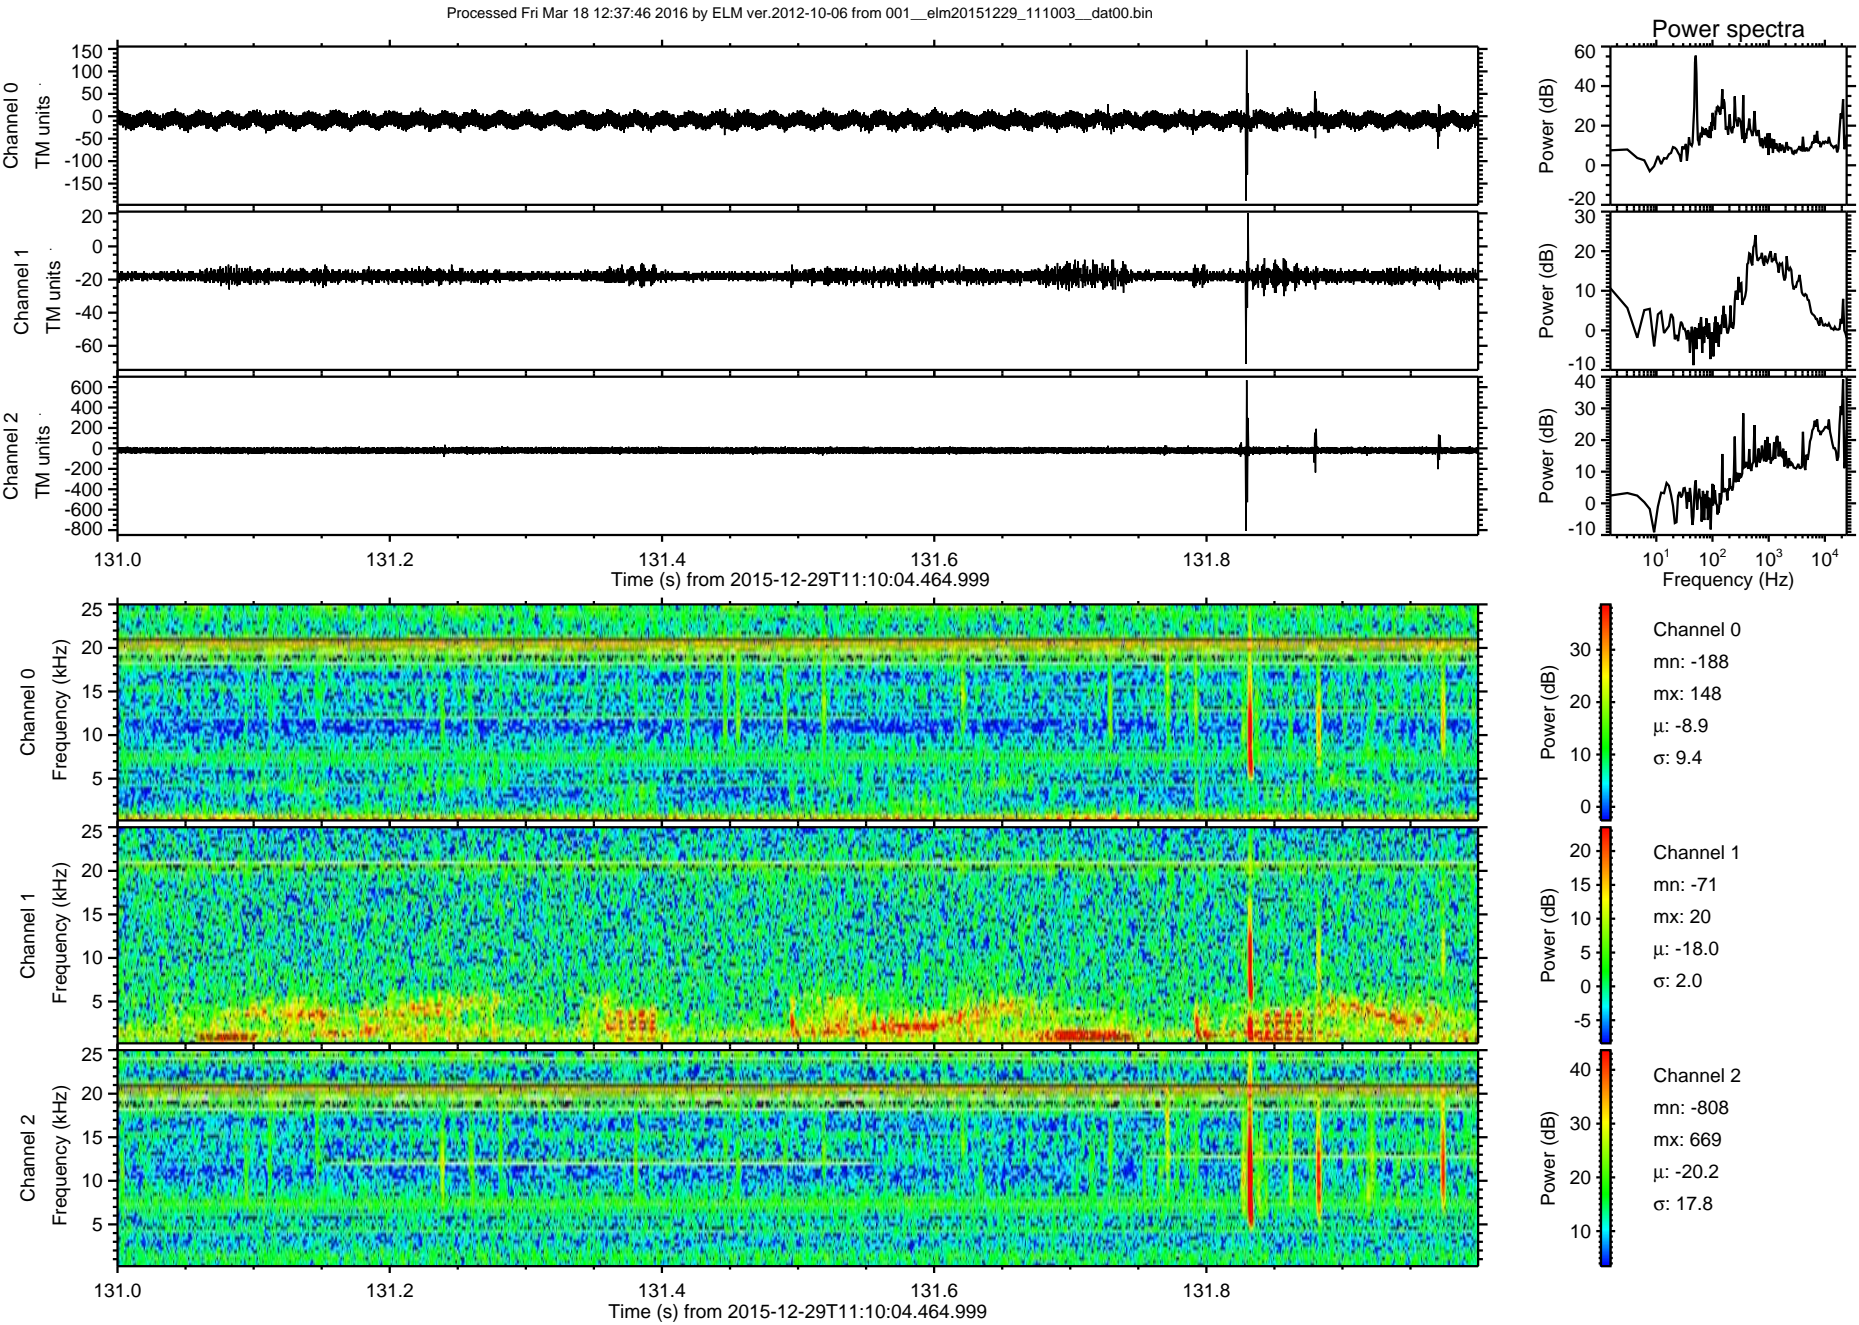 Processed Fri Mar 18 12:37:46 2016 by ELM ver.2012-10-06 from 001__elm20151229_111003__dat00.bin
Power spectra
Channel 0
TM units
150
100
50
0
-50
-100
-150
Power (dB)
60
40
20
0
-20
Channel 1
TM units
20
0
-20
-40
-60
Power (dB)
30
20
10
0
-10
Channel 2
TM units
600
400
200
0
-200
-400
-600
-800
Power (dB)
40
30
20
10
0
-10
131.0 131.2 131.4 131.6 131.8
Time (s) from 2015-12-29T11:10:04.464.999
10¹ 10² 10³ 10⁴
Frequency (Hz)
Channel 0
Frequency (kHz)
25
20
15
10
5
Power (dB)
30
20
10
0
Channel 0
mn: -188
mx: 148
μ: -8.9
σ: 9.4
Channel 1
Frequency (kHz)
25
20
15
10
5
Power (dB)
20
15
10
5
0
-5
Channel 1
mn: -71
mx: 20
μ: -18.0
σ: 2.0
Channel 2
Frequency (kHz)
25
20
15
10
5
Power (dB)
40
30
20
10
Channel 2
mn: -808
mx: 669
μ: -20.2
σ: 17.8
131.0 131.2 131.4 131.6 131.8
Time (s) from 2015-12-29T11:10:04.464.999